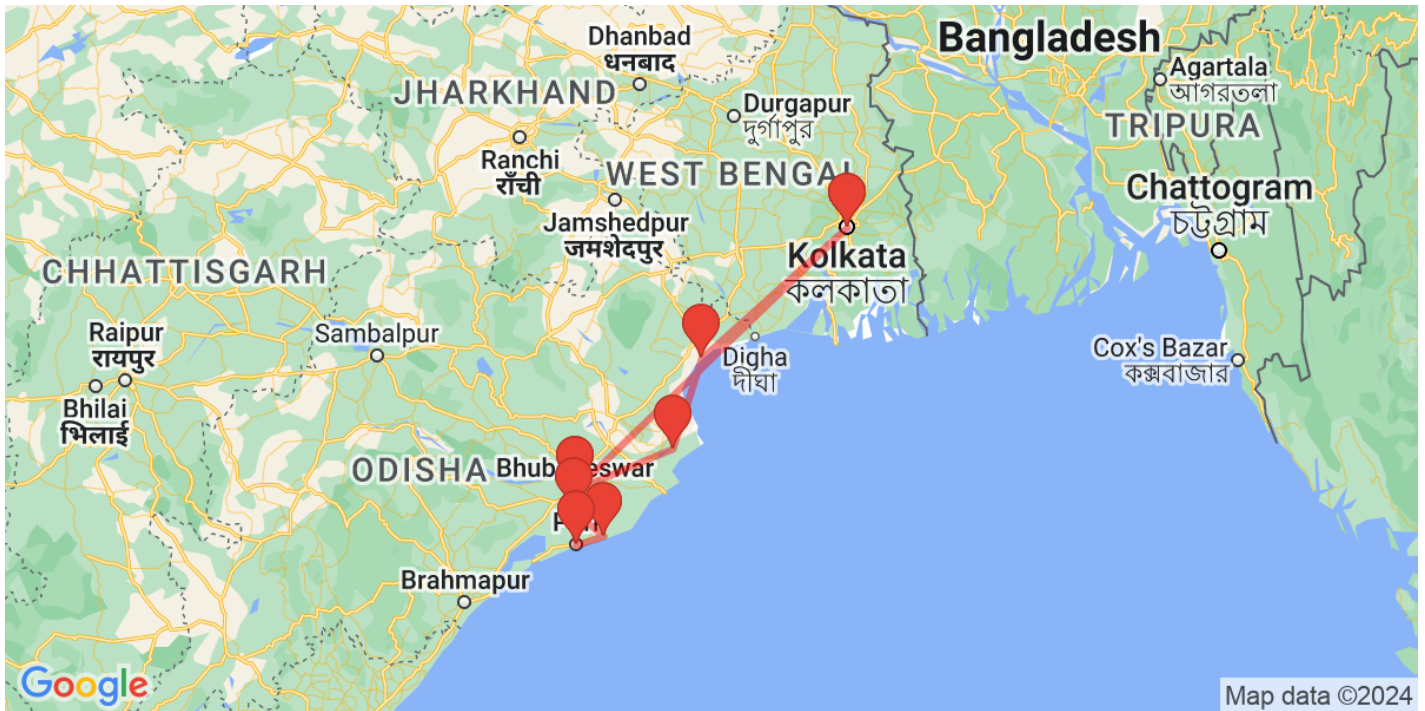 Bangladesh
Dhanbad
धनबाद
Agartala
আগরতলা
JHARKHAND
Durgapur
দুর্গাপুর
TRIPURA
Ranchi
राँची
WEST BENGAL
Chattogram
চট্টগ্রাম
Jamshedpur
जमशेदपुर
Kolkata
কলকাতা
CHHATTISGARH
Raipur
रायपुर
Sambalpur
Digha
দীঘা
Cox's Bazar
কক্সবাজার
Bhilai
भिलाई
ODISHA
Brahmapur
Google
Map data ©2024